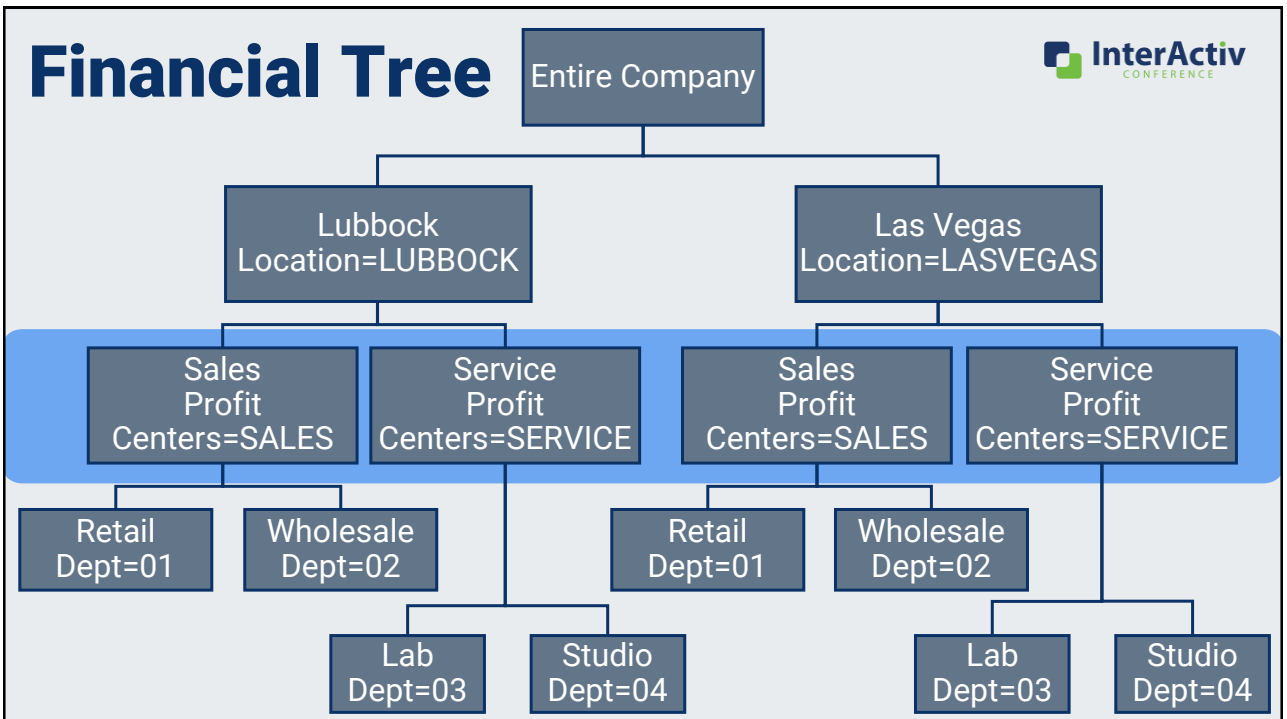 Financial Tree
Entire Company
InterActiv
CONFERENCE
Lubbock
Location=LUBBOCK
Las Vegas
Location=LASVEGAS
Sales
Profit
Centers=SALES
Service
Profit
Centers=SERVICE
Sales
Profit
Centers=SALES
Service
Profit
Centers=SERVICE
Retail
Dept=01
Wholesale
Dept=02
Retail
Dept=01
Wholesale
Dept=02
Lab
Dept=03
Studio
Dept=04
Lab
Dept=03
Studio
Dept=04